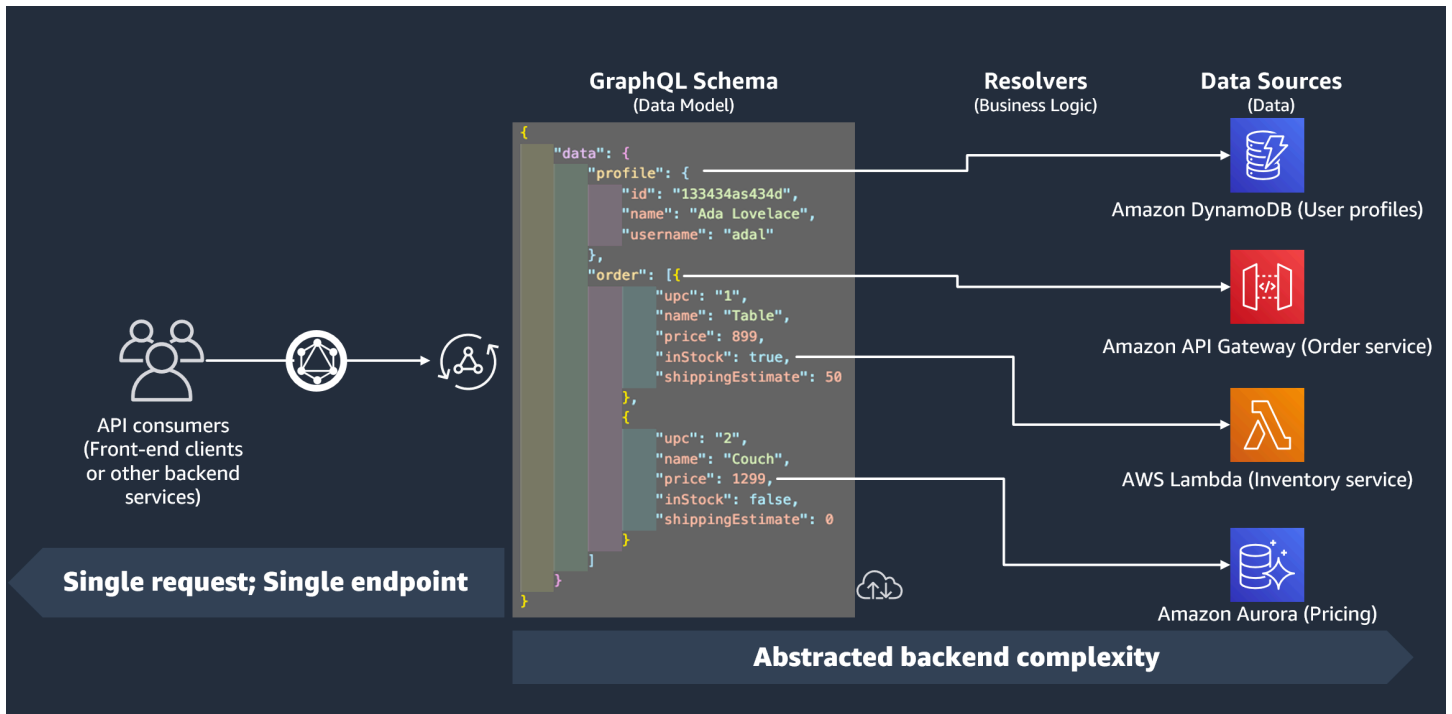 GraphQL Schema
(Data Model)
Resolvers
(Business Logic)
Data Sources
(Data)
{
"data": {
"profile": {
"id": "133434as434d",
"name": "Ada Lovelace",
"username": "adal"
},
"order": [{
"upc": "1",
"name": "Table",
"price": 899,
"inStock": true,
"shippingEstimate": 50
},
{
"upc": "2",
"name": "Couch",
"price": 1299,
"inStock": false,
"shippingEstimate": 0
}
]
}
}
Amazon DynamoDB (User profiles)
</>
Amazon API Gateway (Order service)
AWS Lambda (Inventory service)
Amazon Aurora (Pricing)
API consumers
(Front-end clients
or other backend
services)
Single request; Single endpoint
Abstracted backend complexity